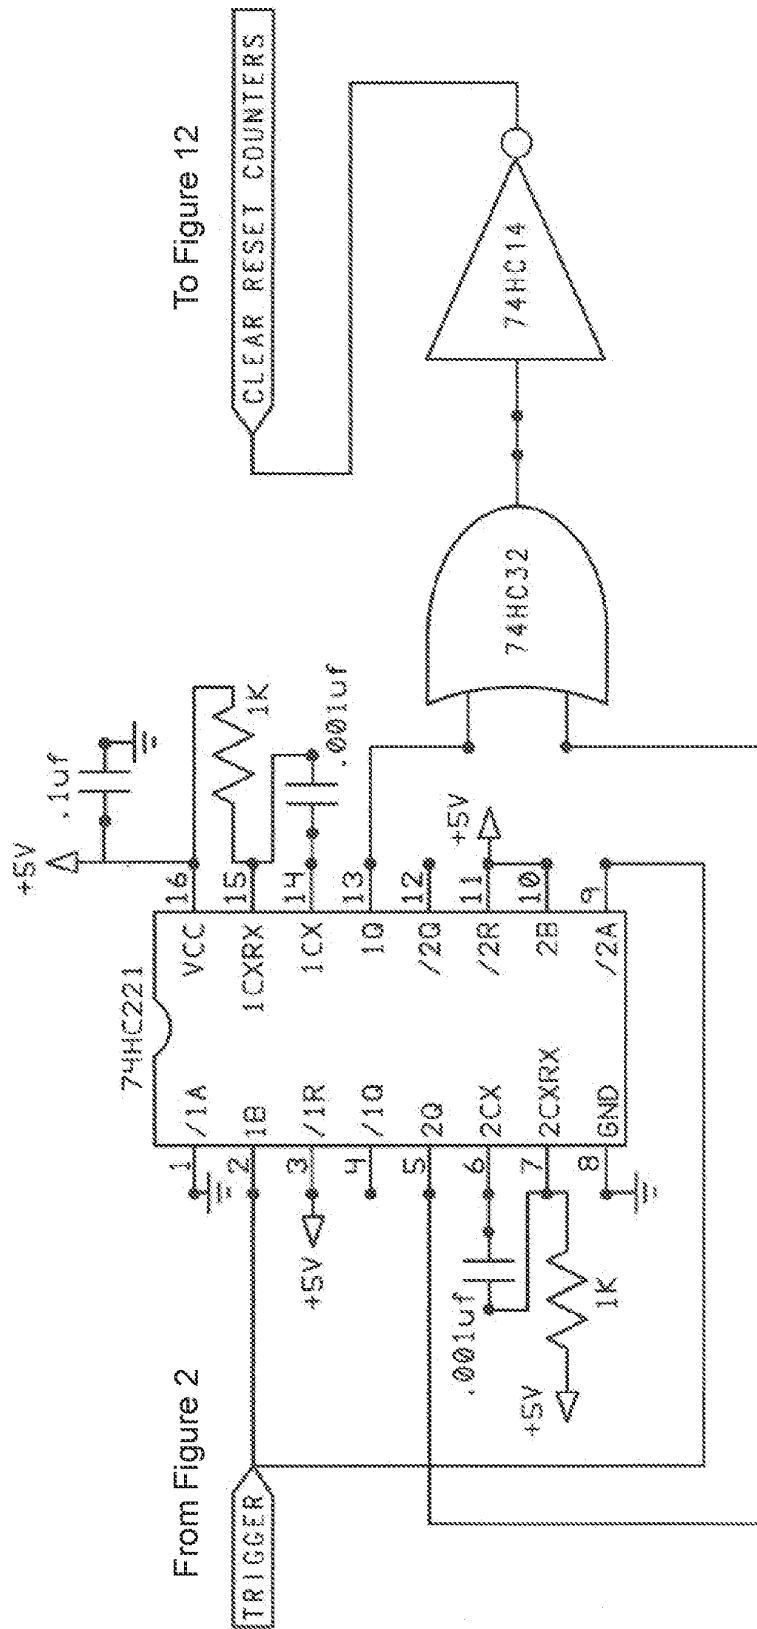 From Figure 2
TRIGGER
74HC221
1
2
3
4
5
6
7
8
/1A
1B
/1R
/1Q
2Q
2CX
2CXRX
GND
VCC
1CXRX
1CX
1Q
/2Q
/2R
2B
/2A
16
15
14
13
12
11
10
9
+5V
.001uf
+5V
1K
+5V
.1uf
1K
.001uf
+5V
74HC32
74HC14
To Figure 12
CLEAR RESET COUNTERS